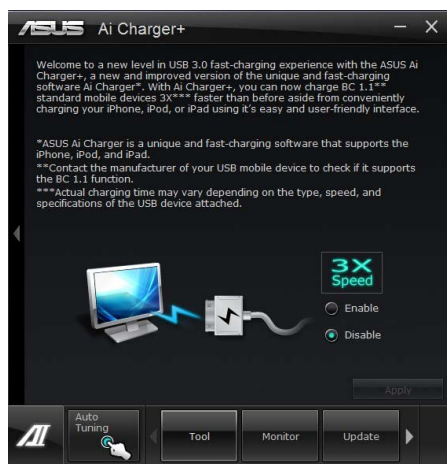 ASUS Ai Charger+
Welcome to a new level in USB 3.0 fast-charging experience with the ASUS Ai
Charger+, a new and improved version of the unique and fast-charging
software Ai Charger*. With Ai Charger+, you can now charge BC 1.1**
standard mobile devices 3X*** faster than before aside from conveniently
charging your iPhone, iPod, or iPad using it's easy and user-friendly interface.
*ASUS Ai Charger is a unique and fast-charging software that supports the
iPhone, iPod, and iPad.
**Contact the manufacturer of your USB mobile device to check if it supports
the BC 1.1 function.
***Actual charging time may vary depending on the type, speed, and
specifications of the USB device attached.
3X
Speed
Enable
Disable
Apply
AI
Auto
Tuning
Tool
Monitor
Update